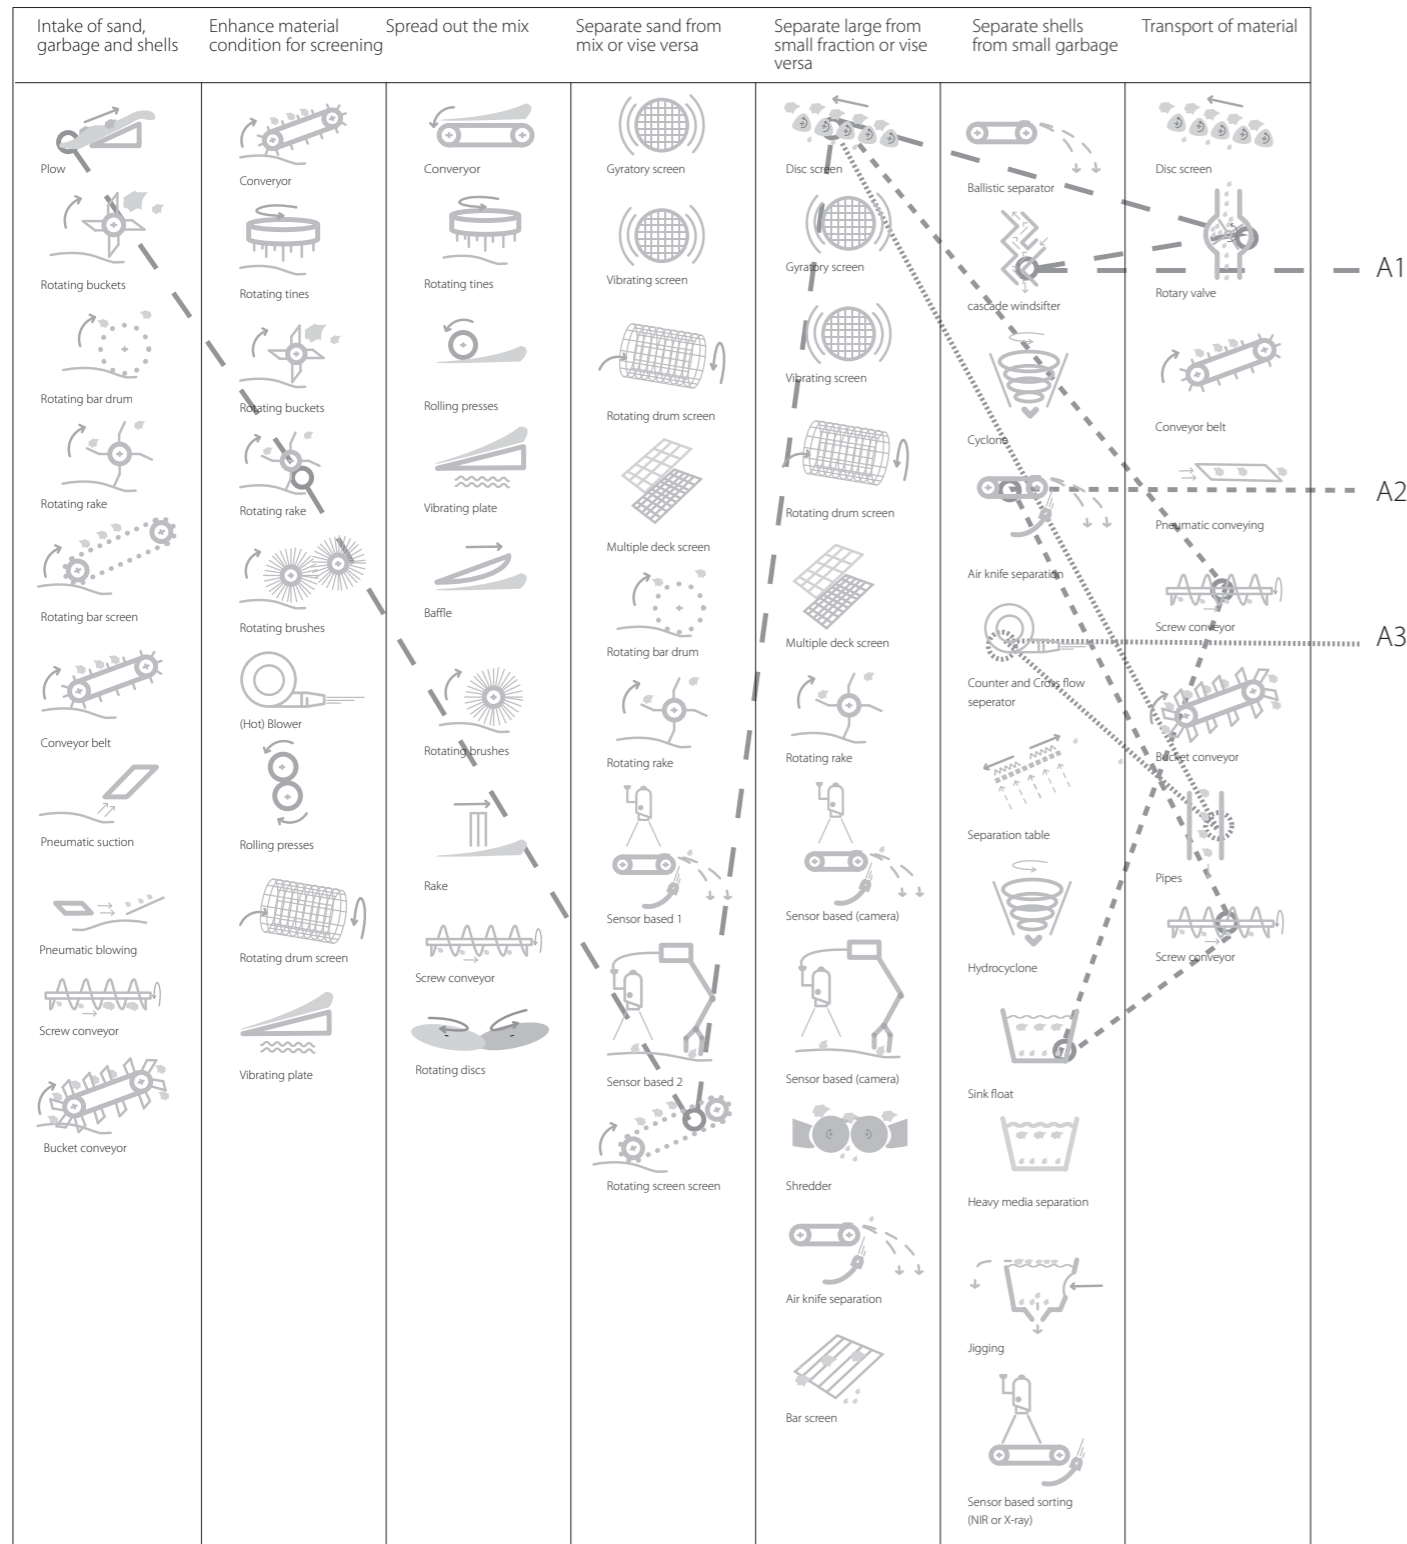 Intake of sand,
garbage and shells
Enhance material
condition for screening
Spread out the mix
Separate sand from
mix or vise versa
Separate large from
small fraction or vise
versa
Separate shells
from small garbage
Transport of material
Plow
Rotating buckets
Rotating bar drum
Rotating rake
Rotating bar screen
Conveyor belt
Pneumatic suction
Pneumatic blowing
Screw conveyor
Bucket conveyor
Converyor
Rotating tines
Rotating buckets
Rotating rake
Rotating brushes
(Hot) Blower
Rolling presses
Rotating drum screen
Vibrating plate
Converyor
Rotating tines
Rolling presses
Vibrating plate
Baffle
Rotating brushes
Rake
Screw conveyor
Rotating discs
Gyratory screen
Vibrating screen
Rotating drum screen
Multiple deck screen
Rotating bar drum
Rotating rake
Sensor based 1
Sensor based 2
Rotating screen screen
Disc screen
Gyratory screen
Vibrating screen
Rotating drum screen
Multiple deck screen
Rotating rake
Sensor based (camera)
Sensor based (camera)
Shredder
Air knife separation
Bar screen
Ballistic separator
cascade windsifter
Cyclone
Air knife separation
Counter and Cross flow
seperator
Separation table
Hydrocyclone
Sink float
Heavy media separation
Jigging
Sensor based sorting
(NIR or X-ray)
Disc screen
Rotary valve
Conveyor belt
Pneumatic conveying
Screw conveyor
Bucket conveyor
Pipes
Screw conveyor
A1
A2
A3